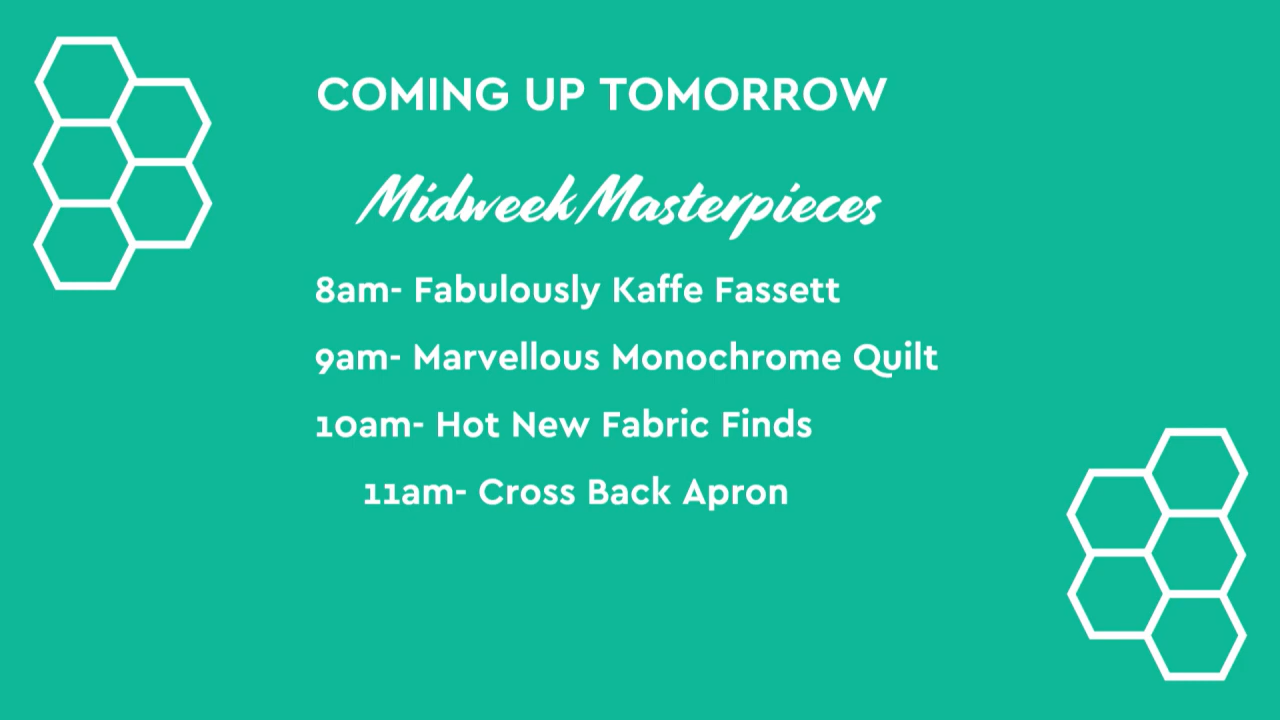 COMING UP TOMORROW
Midweek Masterpieces
8am- Fabulously Kaffe Fassett
9am- Marvellous Monochrome Quilt
10am- Hot New Fabric Finds
11am- Cross Back Apron